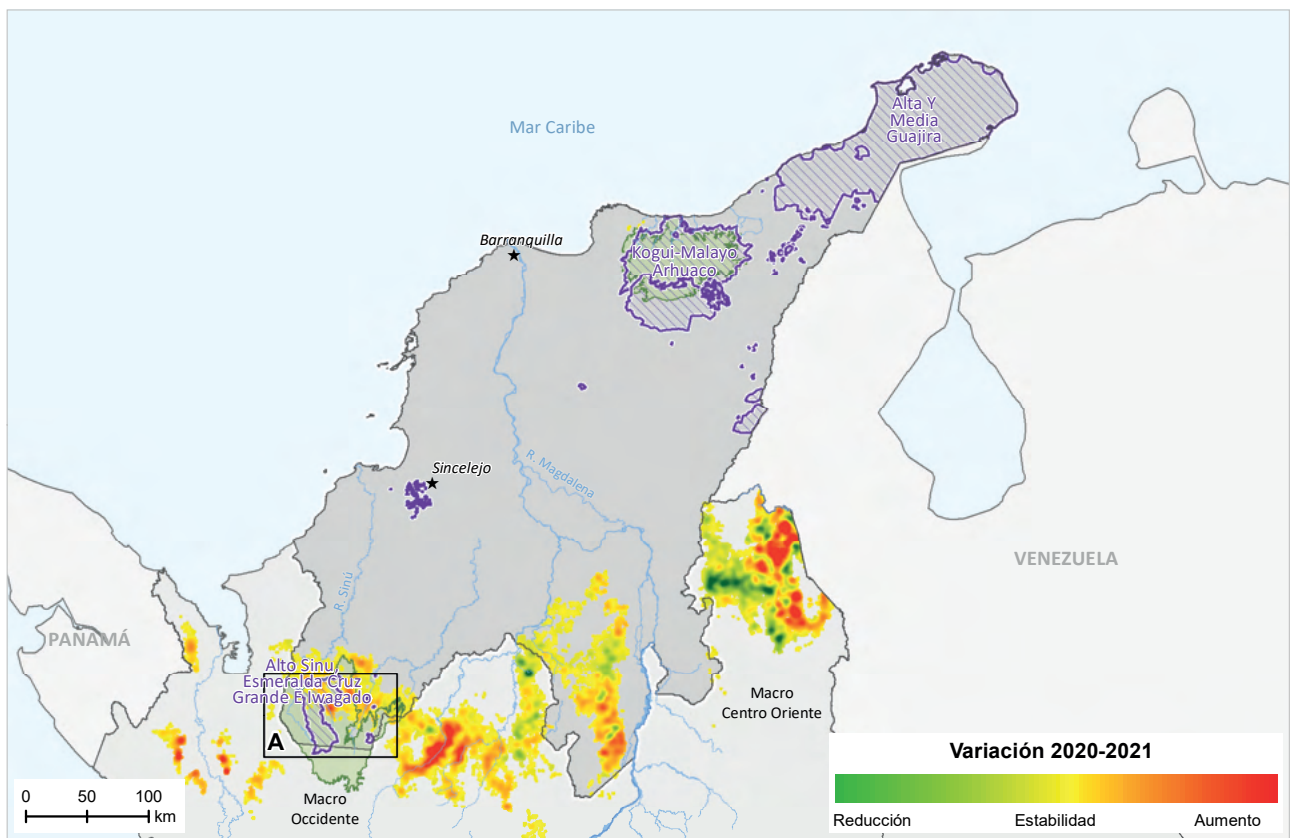 Alta Y
Media
Guajira
Mar Caribe
Barranquilla
Kogui-Malayo
Arhuaco
Sincelejo
R. Magdalena
VENEZUELA
R. Sinú
PANAMÁ
Alto Sinu,
Esmeralda Cruz
Grande E Iwagado
A
Macro
Centro Oriente
Macro
Occidente
0 50 100
km
Variación 2020-2021
Reducción Estabilidad Aumento